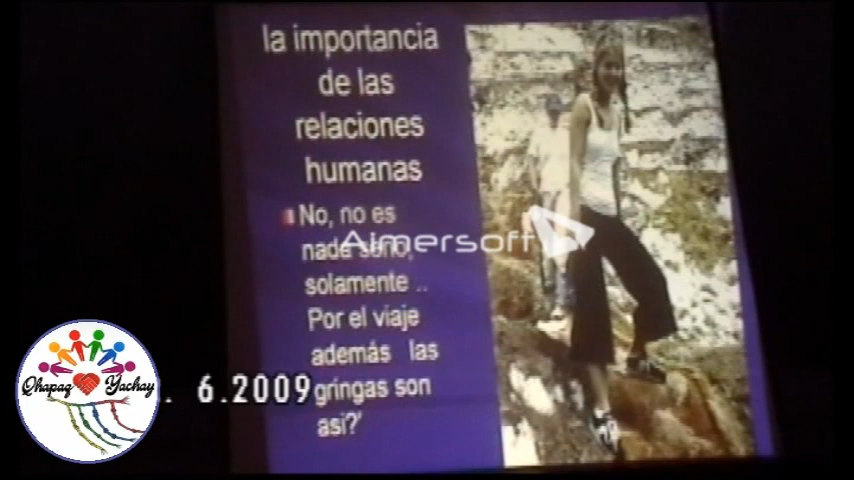 la importancia
de las
relaciones
humanas
No, no es
nada serio,
solamente ..
Por el viaje
además las
gringas son
asi?'
Aimersoft
Qhapaq Yachay
. 6.2009